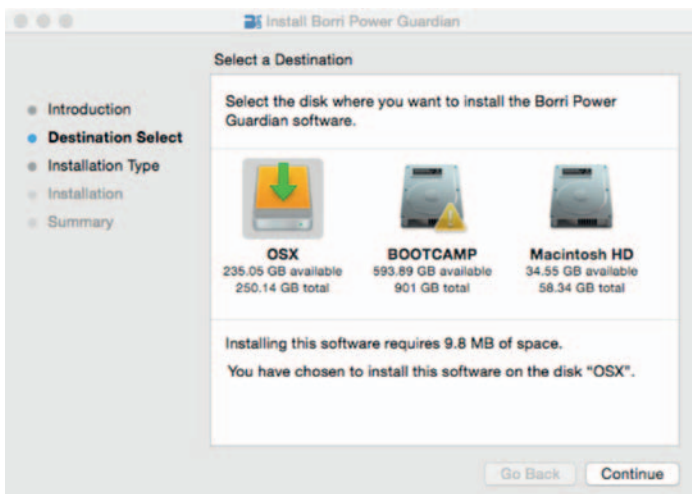 Install Borri Power Guardian
Select a Destination
Introduction
Destination Select
Installation Type
Installation
Summary
Select the disk where you want to install the Borri Power
Guardian software.
OSX
235.05 GB available
250.14 GB total
BOOTCAMP
593.89 GB available
901 GB total
Macintosh HD
34.55 GB available
58.34 GB total
Installing this software requires 9.8 MB of space.
You have chosen to install this software on the disk “OSX”.
Go Back
Continue